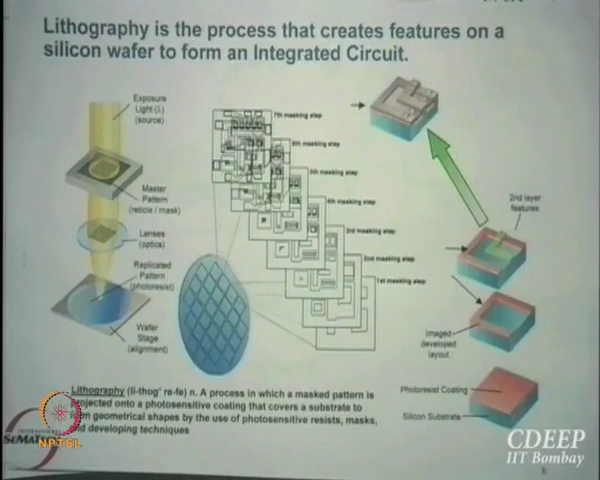 Lithography is the process that creates features on a
silicon wafer to form an Integrated Circuit.
Exposure
Light (λ)
(source)
Master
Pattern
(reticle / mask)
Lenses
(optics)
Replicated
Pattern
(photoresist)
Wafer
Stage
(alignment)
7th masking step
6th masking step
5th masking step
4th masking step
3rd masking step
2nd masking step
1st masking step
2nd layer
features
Imaged
developed
layout
Photoresist Coating
Silicon Substrate
Lithography (li-thog' re-fe) n. A process in which a masked pattern is
projected onto a photosensitive coating that covers a substrate to
form geometrical shapes by the use of photosensitive resists, masks,
and developing techniques
INTERNATIONAL
SEMAT
NPTEL
CDEEP
IIT Bombay